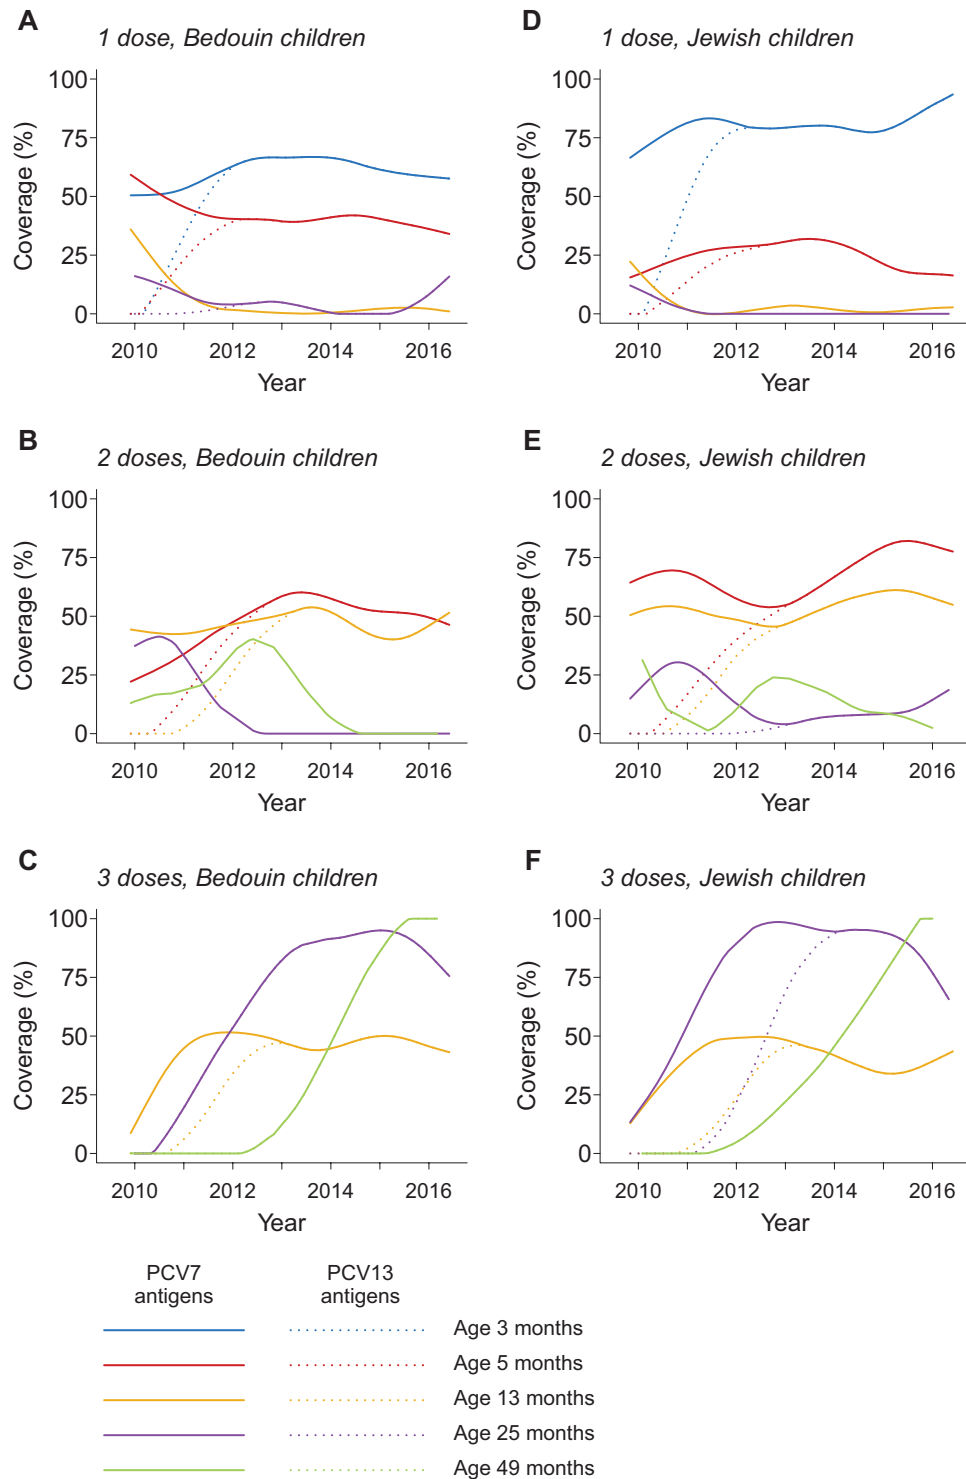 A
1 dose, Bedouin children
100
75
50
25
0
Coverage (%)
2010 2012 2014 2016
Year
D
1 dose, Jewish children
100
75
50
25
0
Coverage (%)
2010 2012 2014 2016
Year
B
2 doses, Bedouin children
100
75
50
25
0
Coverage (%)
2010 2012 2014 2016
Year
E
2 doses, Jewish children
100
75
50
25
0
Coverage (%)
2010 2012 2014 2016
Year
C
3 doses, Bedouin children
100
75
50
25
0
Coverage (%)
2010 2012 2014 2016
Year
F
3 doses, Jewish children
100
75
50
25
0
Coverage (%)
2010 2012 2014 2016
Year
PCV7
antigens
PCV13
antigens
Age 3 months
Age 5 months
Age 13 months
Age 25 months
Age 49 months